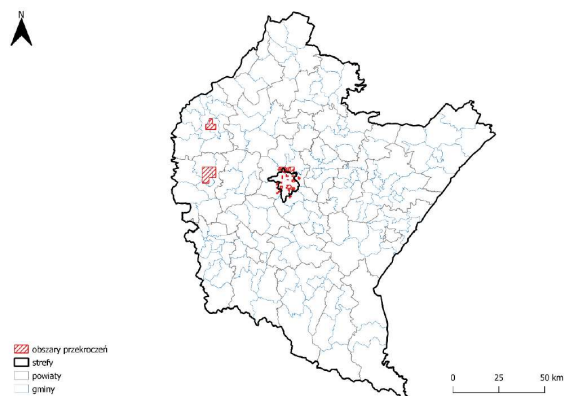 N
obszary przekroczeń
strefy
powiaty
gminy
0 25 50 km